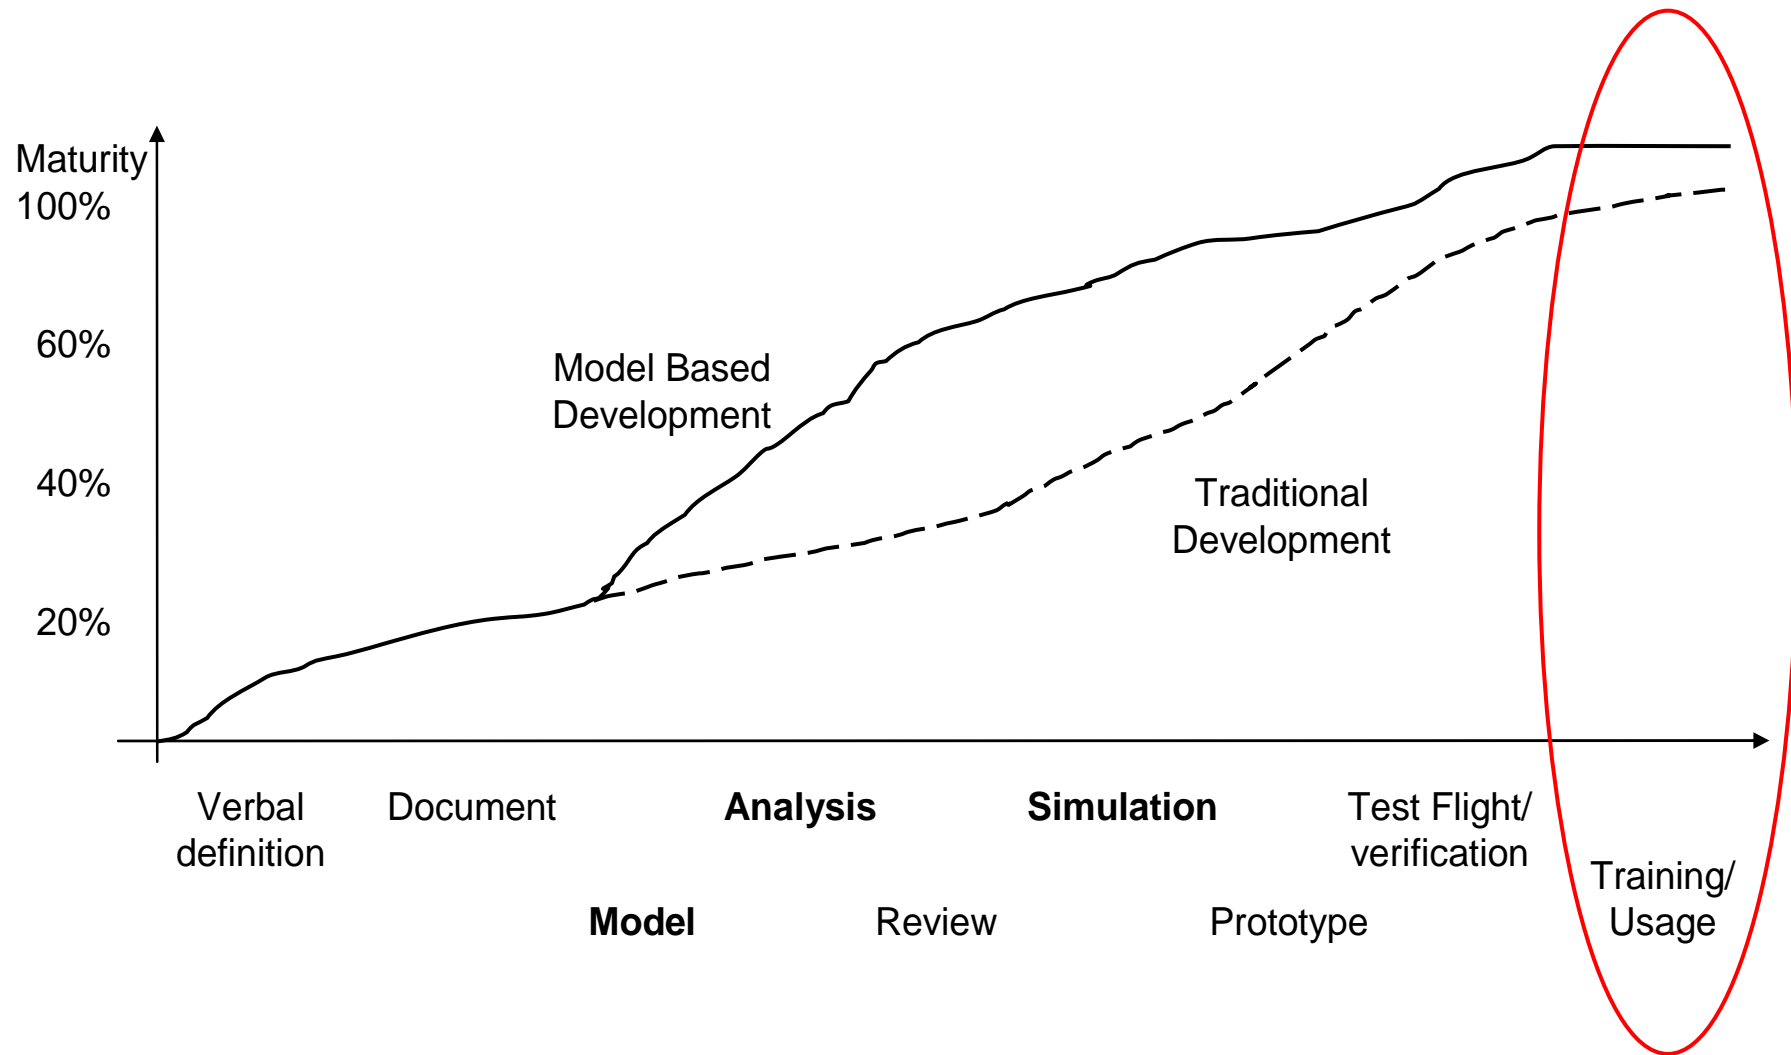 Maturity
100%
60%
40%
20%
Model Based
Development
Traditional
Development
Verbal
definition
Document
Model
Analysis
Review
Simulation
Prototype
Test Flight/
verification
Training/
Usage